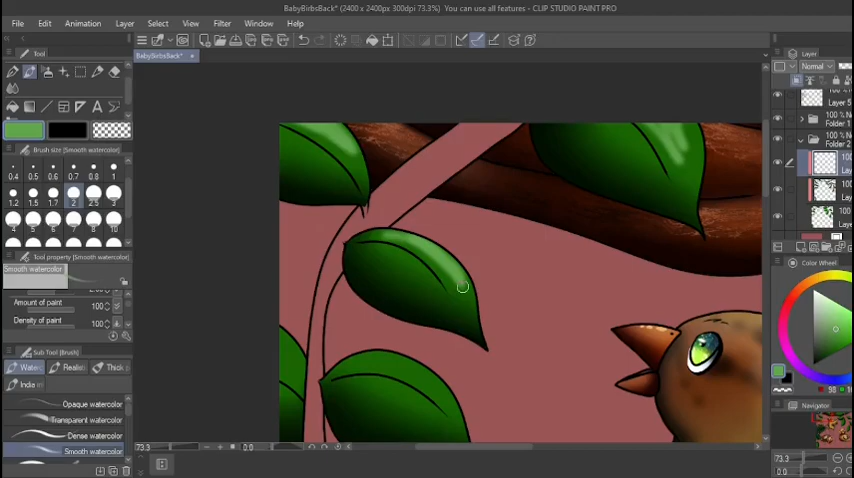 BabyBirbsBack* (2400 x 2400px 300dpi 73.3%) You can use all features - CLIP STUDIO PAINT PRO
File Edit Animation Layer Select View Filter Window Help
BabyBirbsBack*
Tool
Layer
Normal
100
Layer 5
100 % N
Folder 1
100 % No
Folder 2
Brush size [Smooth watercolor]
0.4 0.5 0.6 0.7 0.8 1
1.2 1.5 1.7 2 2.5 3
4 5 6 7 8 10
Tool property [Smooth watercolor]
Smooth watercolor
Amount of paint 100
Density of paint 100
Sub Tool [Brush]
Waterc Realist Thick p
India in
Opaque watercolor
Transparent watercolor
Dense watercolor
Smooth watercolor
Color Wheel
98
Navigator
73.3
0.0
73.3 0.0